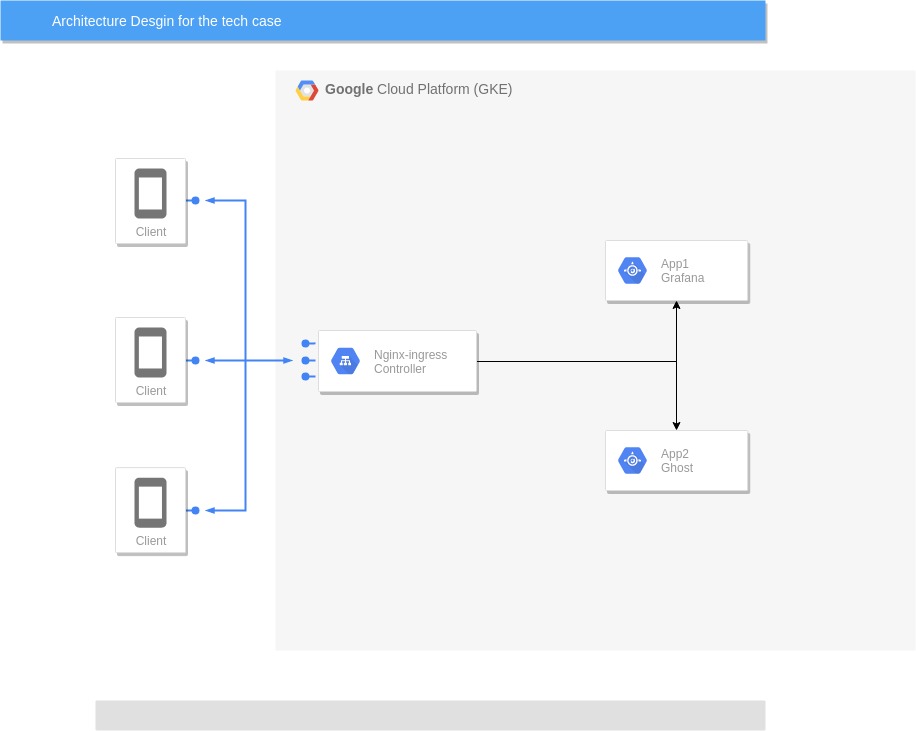 Architecture Desgin for the tech case
Google Cloud Platform (GKE)
Client
Client
Client
Nginx-ingress
Controller
App1
Grafana
App2
Ghost